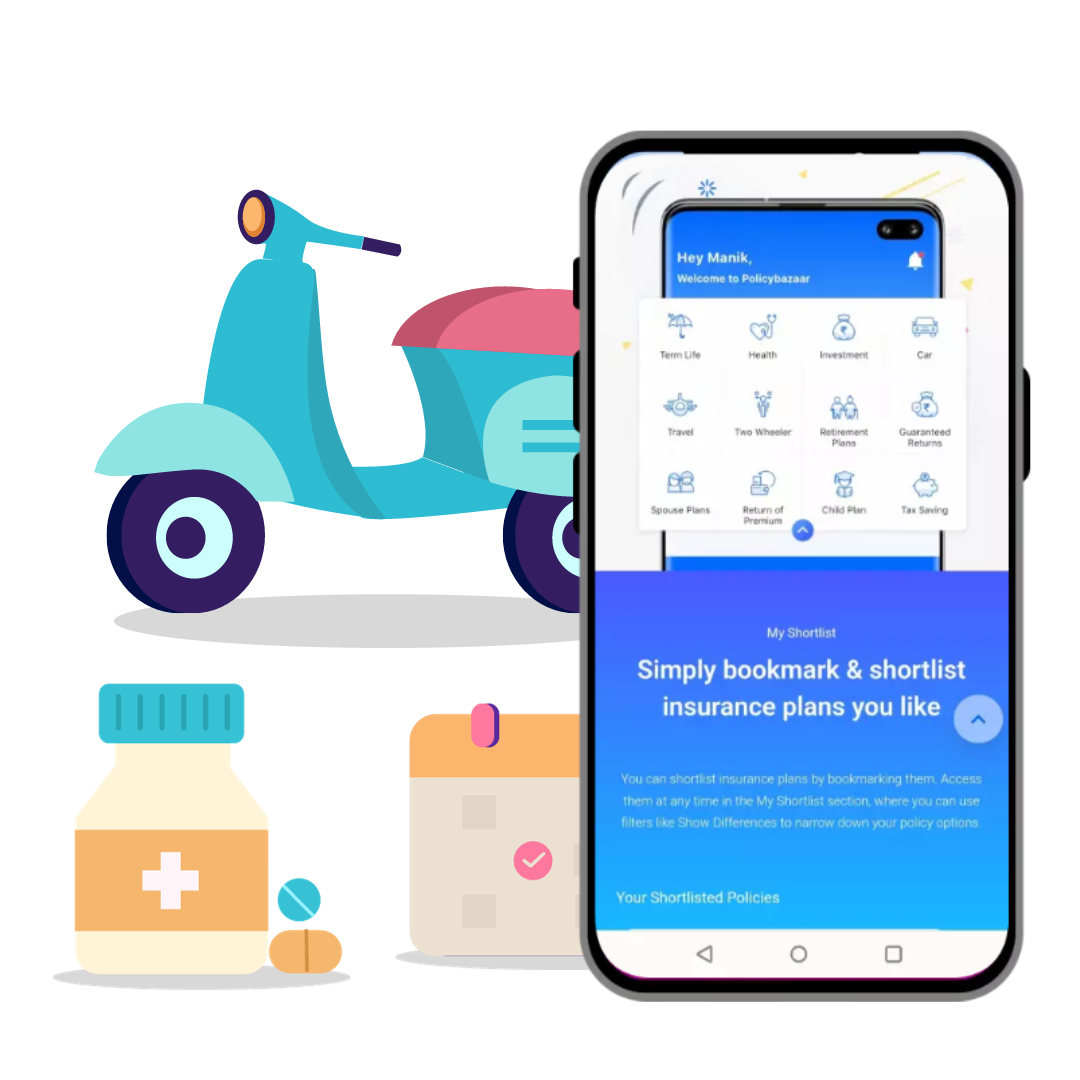 Hey Manik,
Welcome to Policybazaar
Term Life
Health
Investment
Car
Travel
Two Wheeler
Retirement
Plans
Guaranteed
Returns
Spouse Plans
Return of
Premium
Child Plan
Tax Saving
My Shortlist
Simply bookmark & shortlist
insurance plans you like
You can shortlist insurance plans by bookmarking them. Access
them at any time in the My Shortlist section, where you can use
filters like Show Differences to narrow down your policy options.
Your Shortlisted Policies